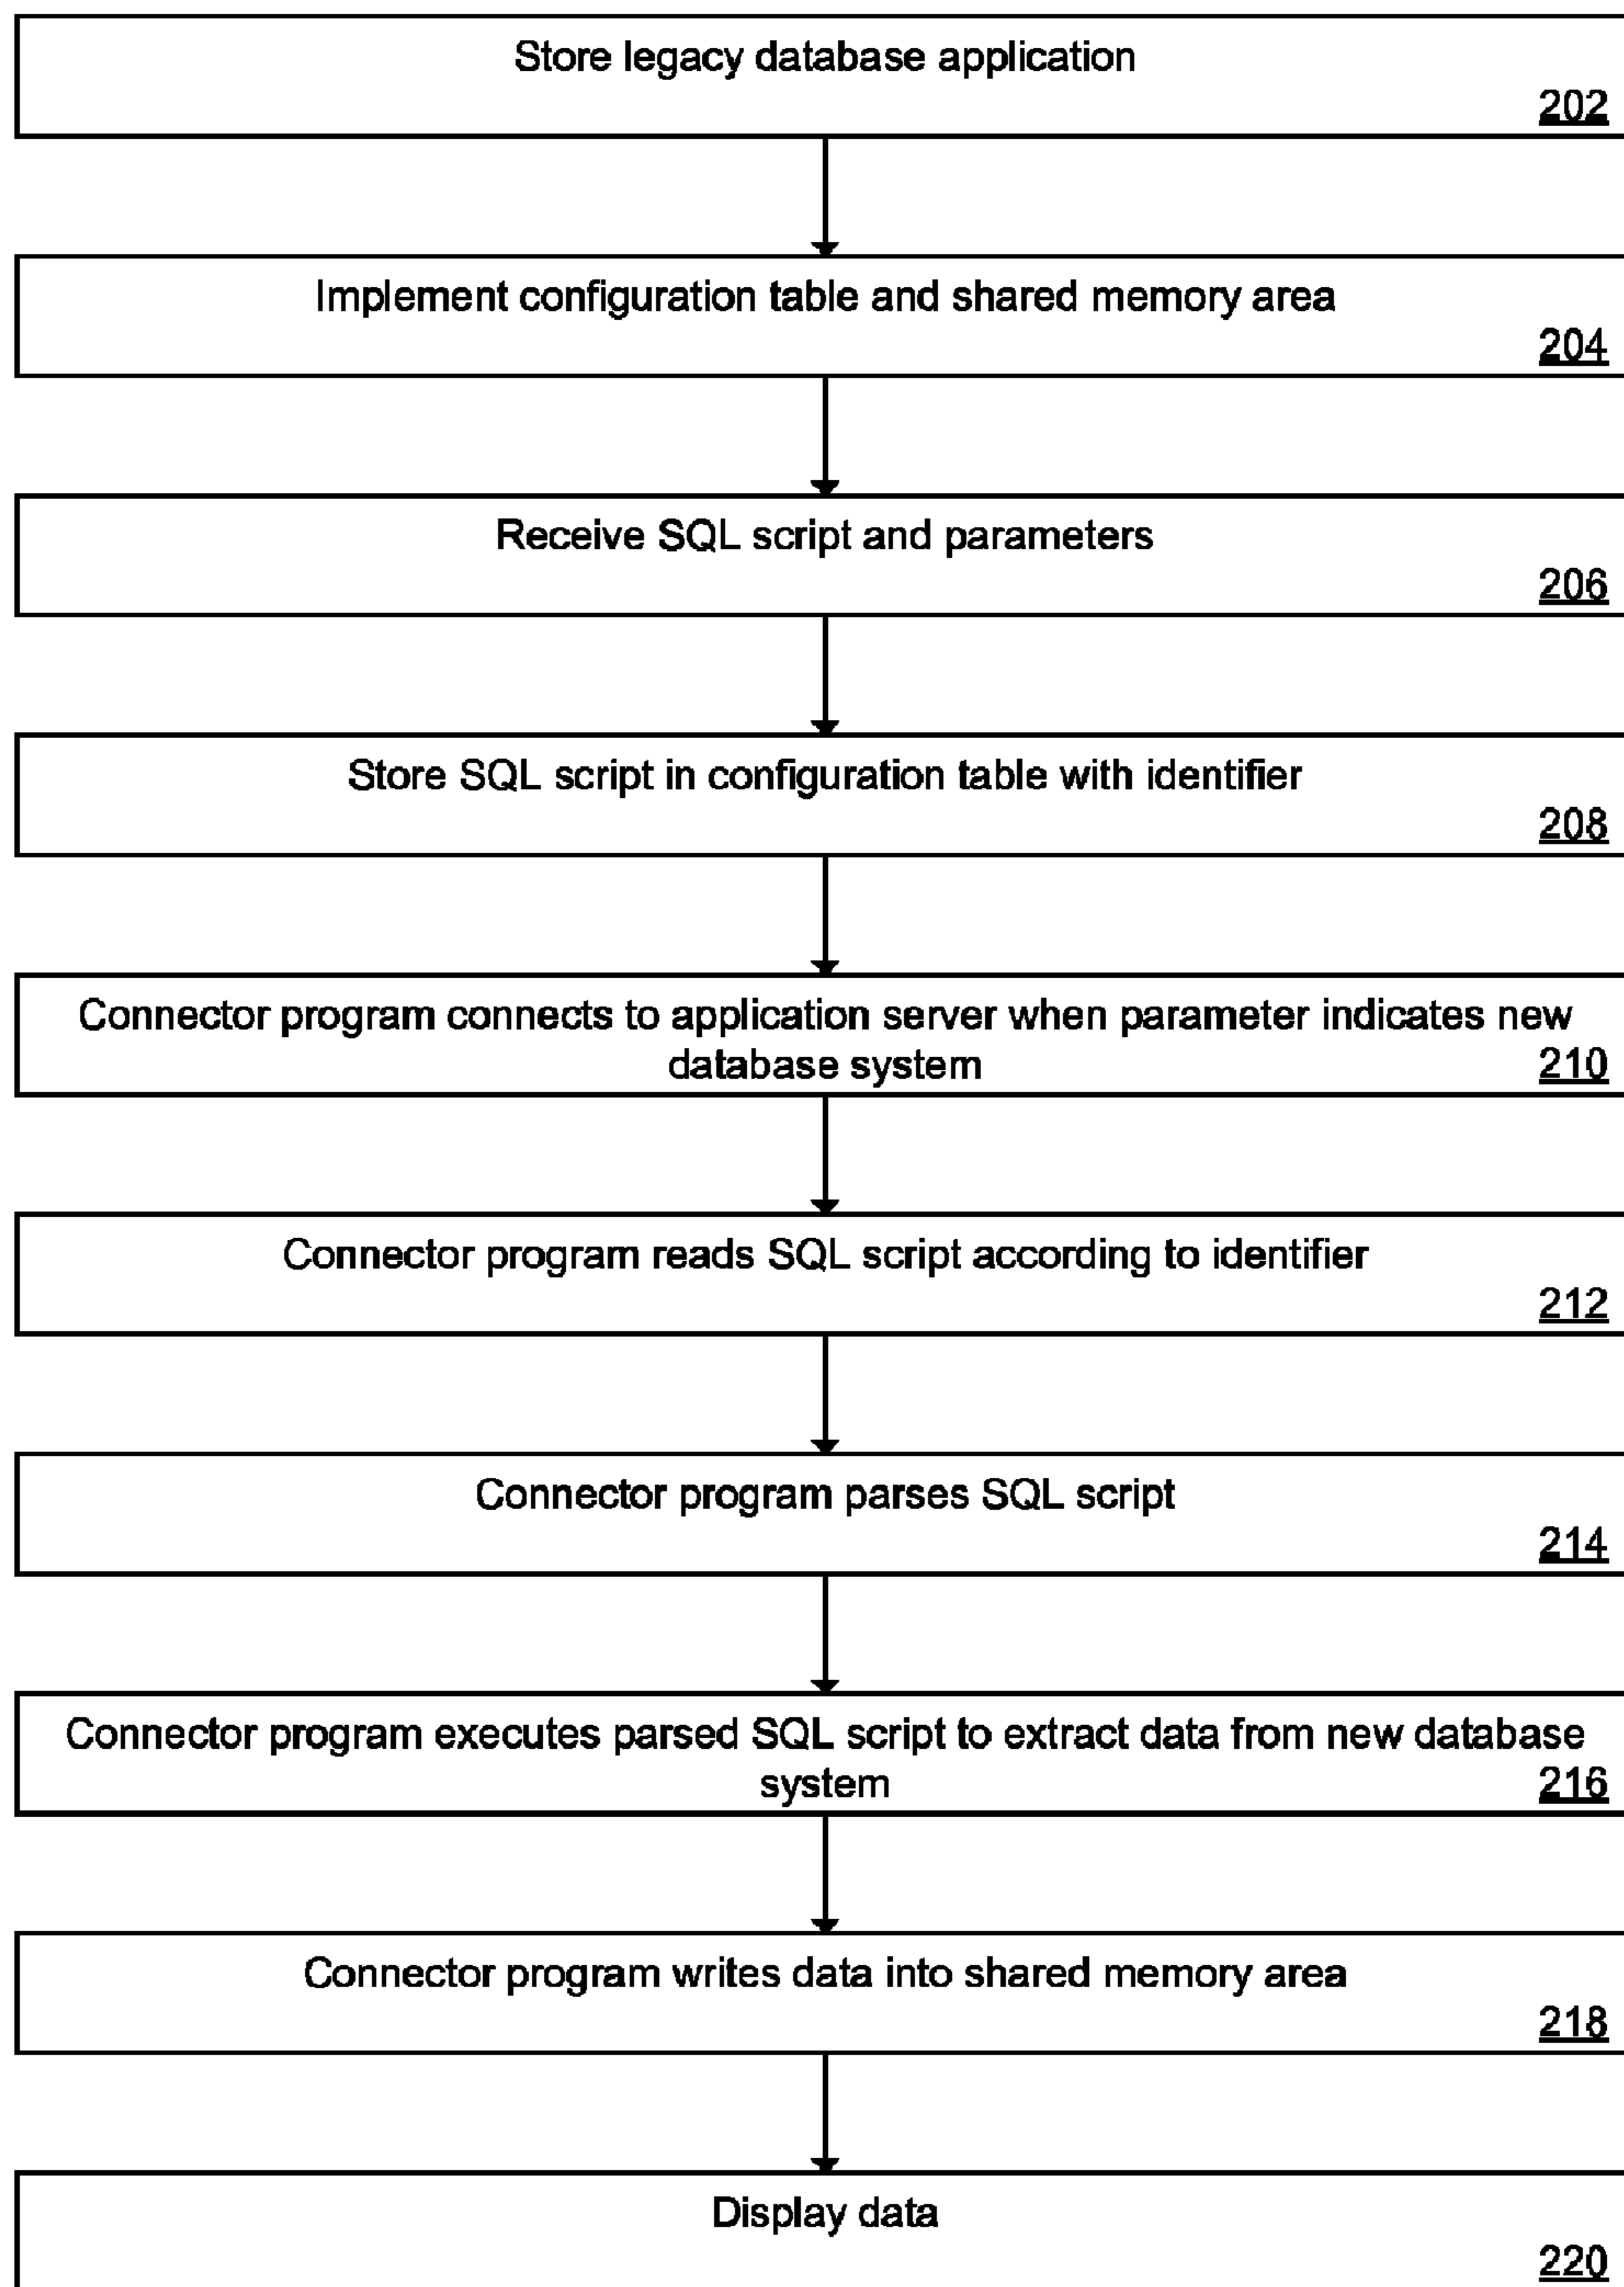 Store legacy database application
202
Implement configuration table and shared memory area
204
Receive SQL script and parameters
206
Store SQL script in configuration table with identifier
208
Connector program connects to application server when parameter indicates new
database system
210
Connector program reads SQL script according to identifier
212
Connector program parses SQL script
214
Connector program executes parsed SQL script to extract data from new database
system
216
Connector program writes data into shared memory area
218
Display data
220